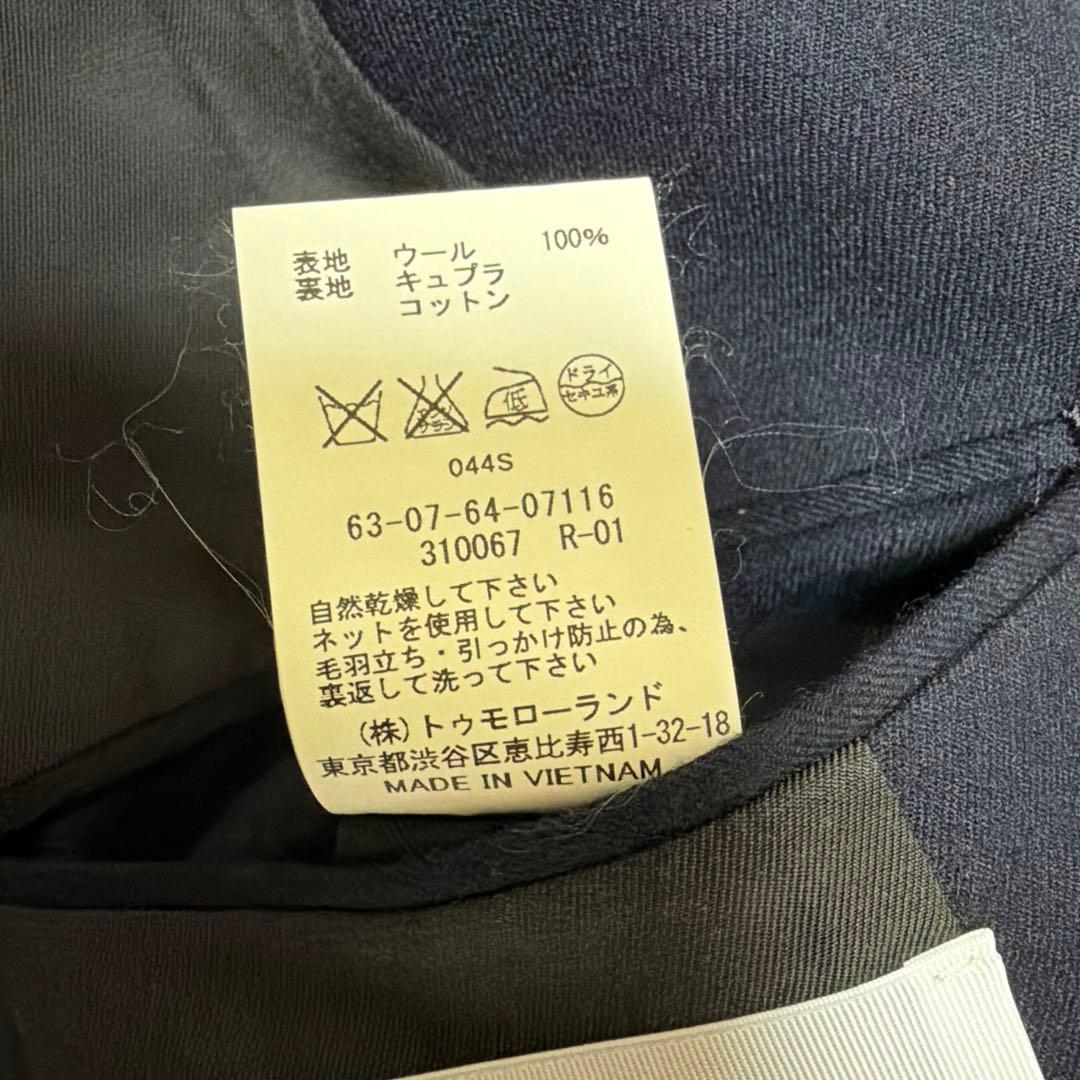 表地 ウール 100%
裏地 キュプラ
コットン
低
ドライ
セキユ系
044S
63-07-64-07116
310067 R-01
自然乾燥して下さい
ネットを使用して下さい
毛羽立ち・引っかけ防止の為、
裏返して洗って下さい
(株)トゥモローランド
東京都渋谷区恵比寿西1-32-18
MADE IN VIETNAM